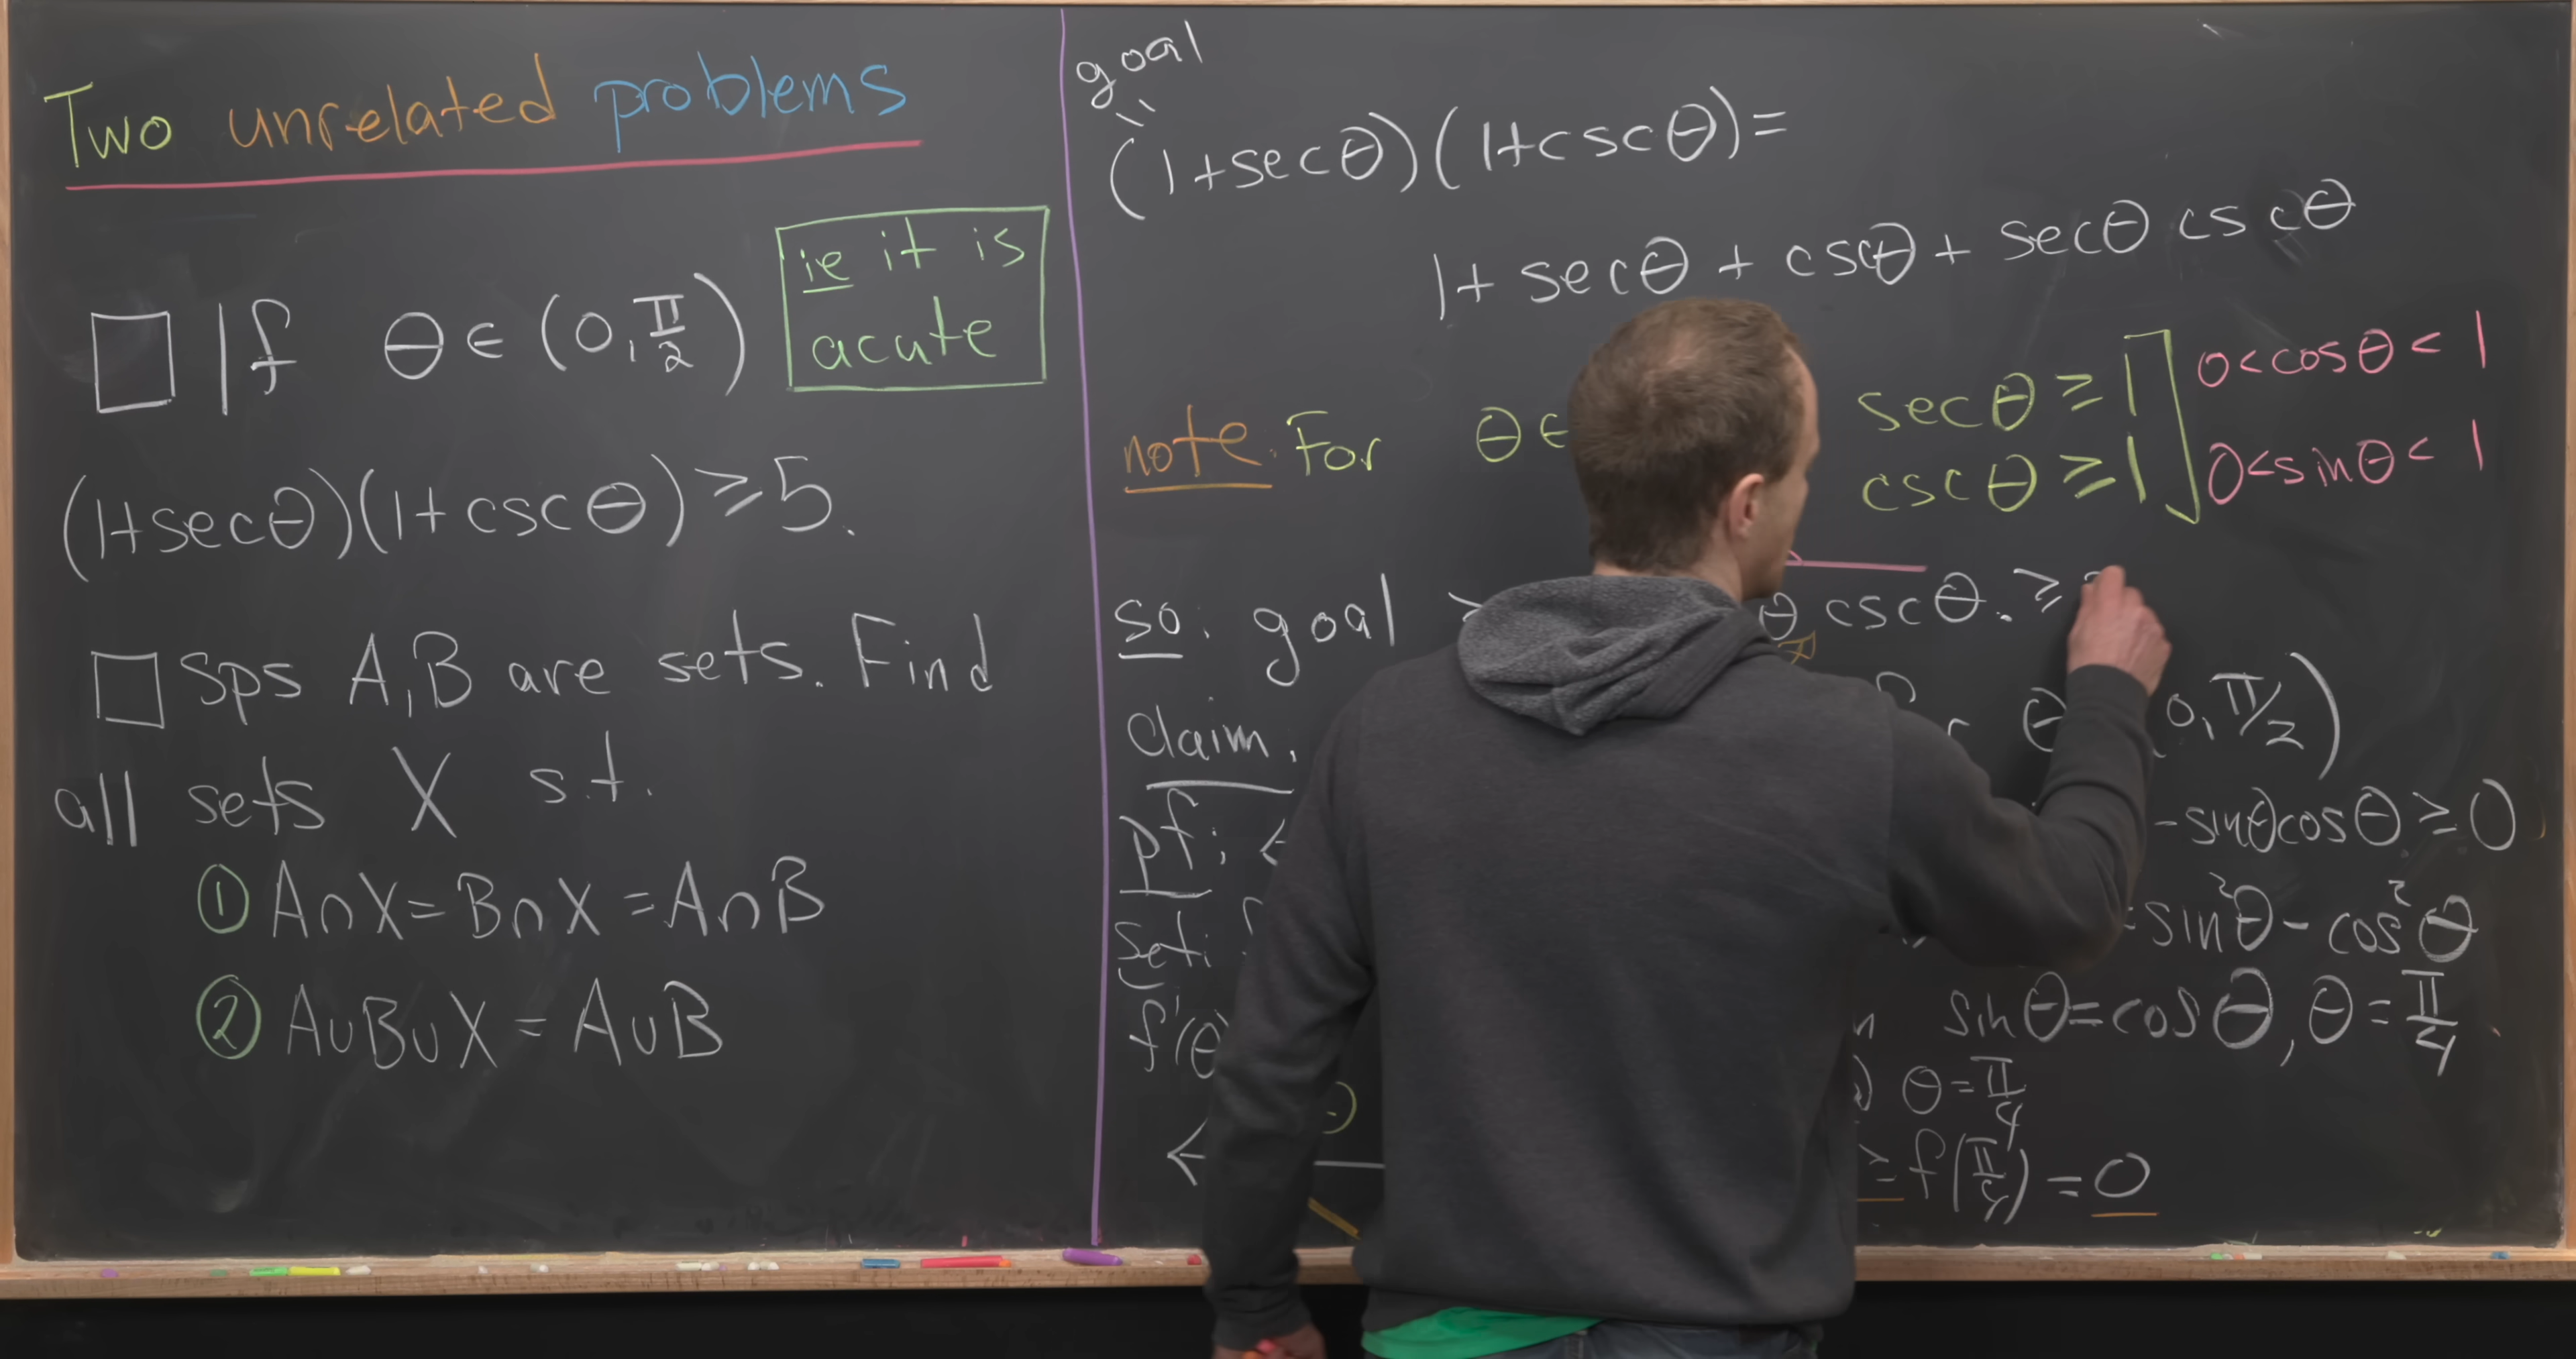 Two unrelated problems
□ If θ ∈ (0, π/2)
ie it is
acute
(1+secθ)(1+cscθ) ≥ 5.
□ Sps A,B are sets. Find
all sets X s.t.
① A∩X = B∩X = A∩B
② A∪B∪X = A∪B
goal
(1+secθ)(1+cscθ) =
1 + secθ + cscθ + secθ cscθ
note: For θ ∈
secθ ≥ 1
cscθ ≥ 1
0 < cosθ < 1
0 < sinθ < 1
so: goal
θ cscθ. ≥
claim.
θ
0, π/2)
pf:
-sinθcosθ ≥ 0
Set:
sin²θ - cos²θ
f'(θ
sinθ = cosθ, θ = π/4
θ = π/4
≥ f(π/4) = 0